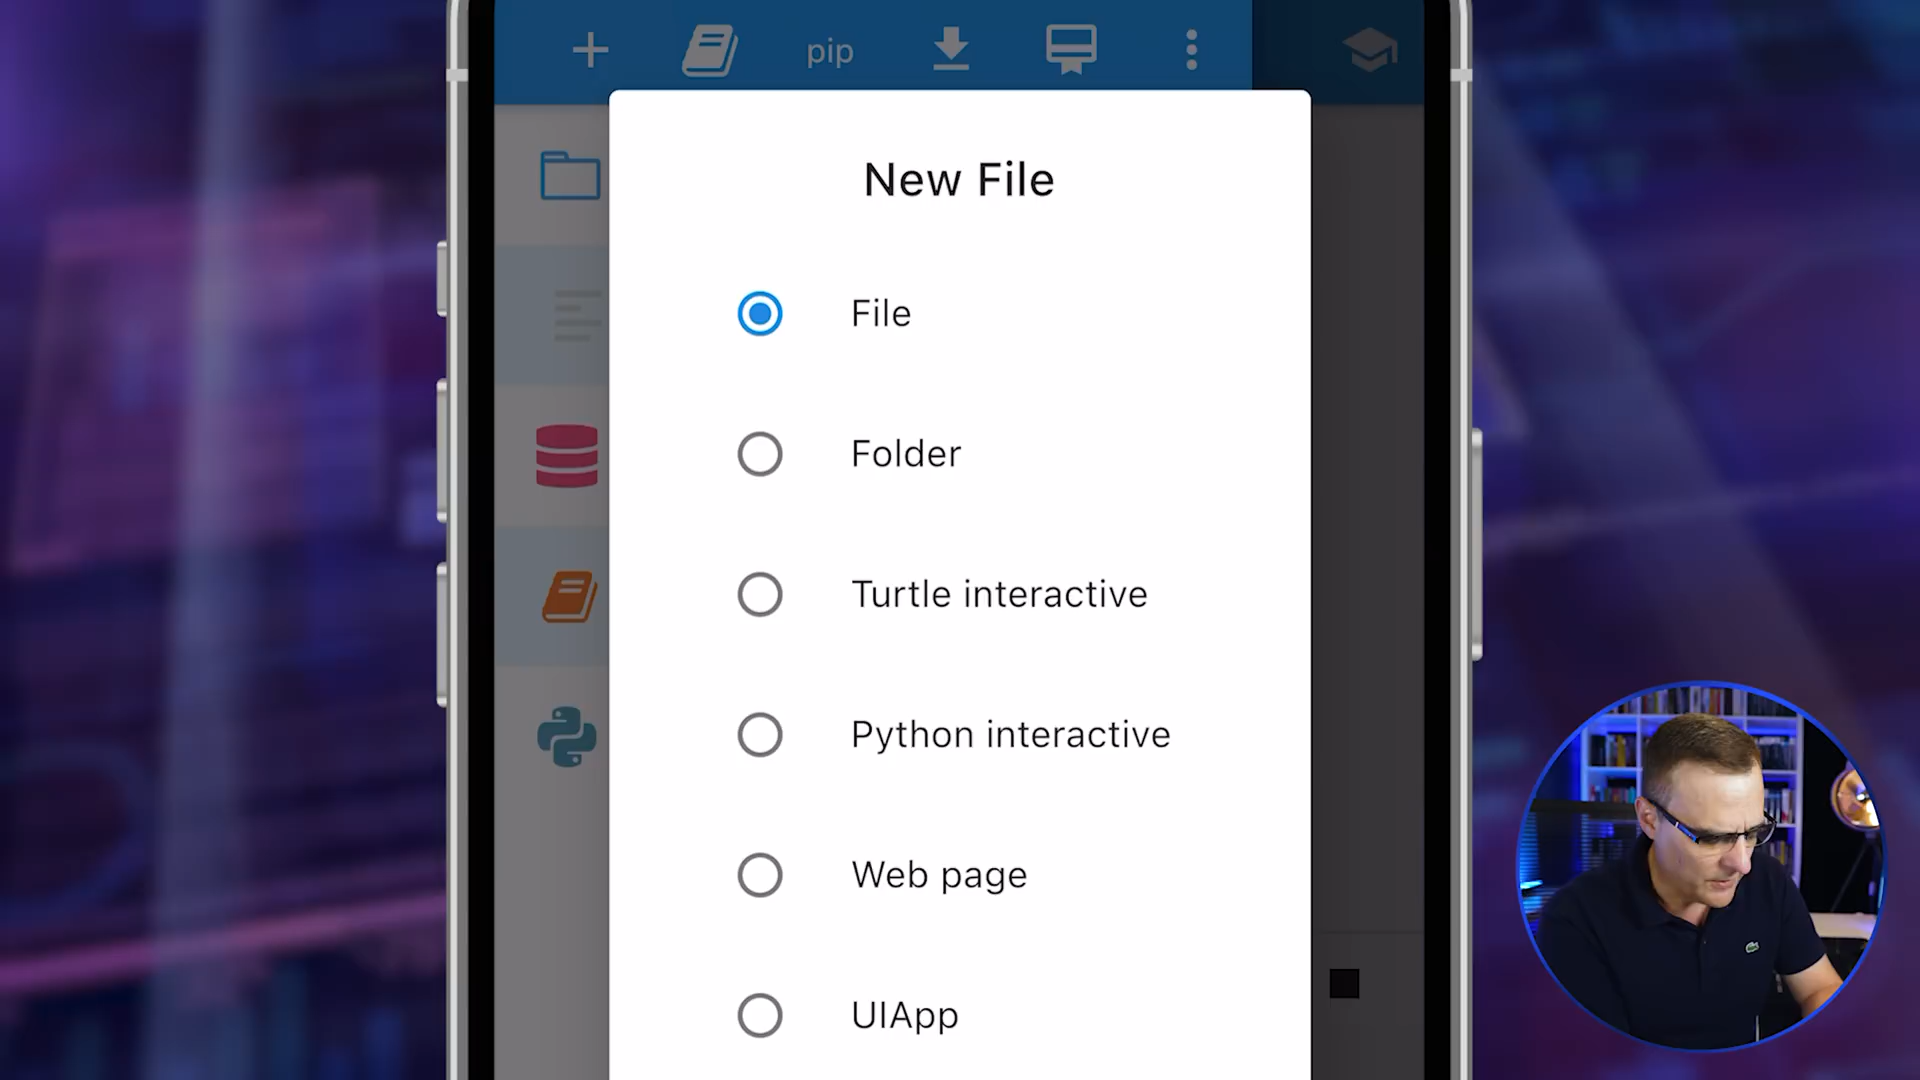 pip
New File
File
Folder
Turtle interactive
Python interactive
Web page
UIApp